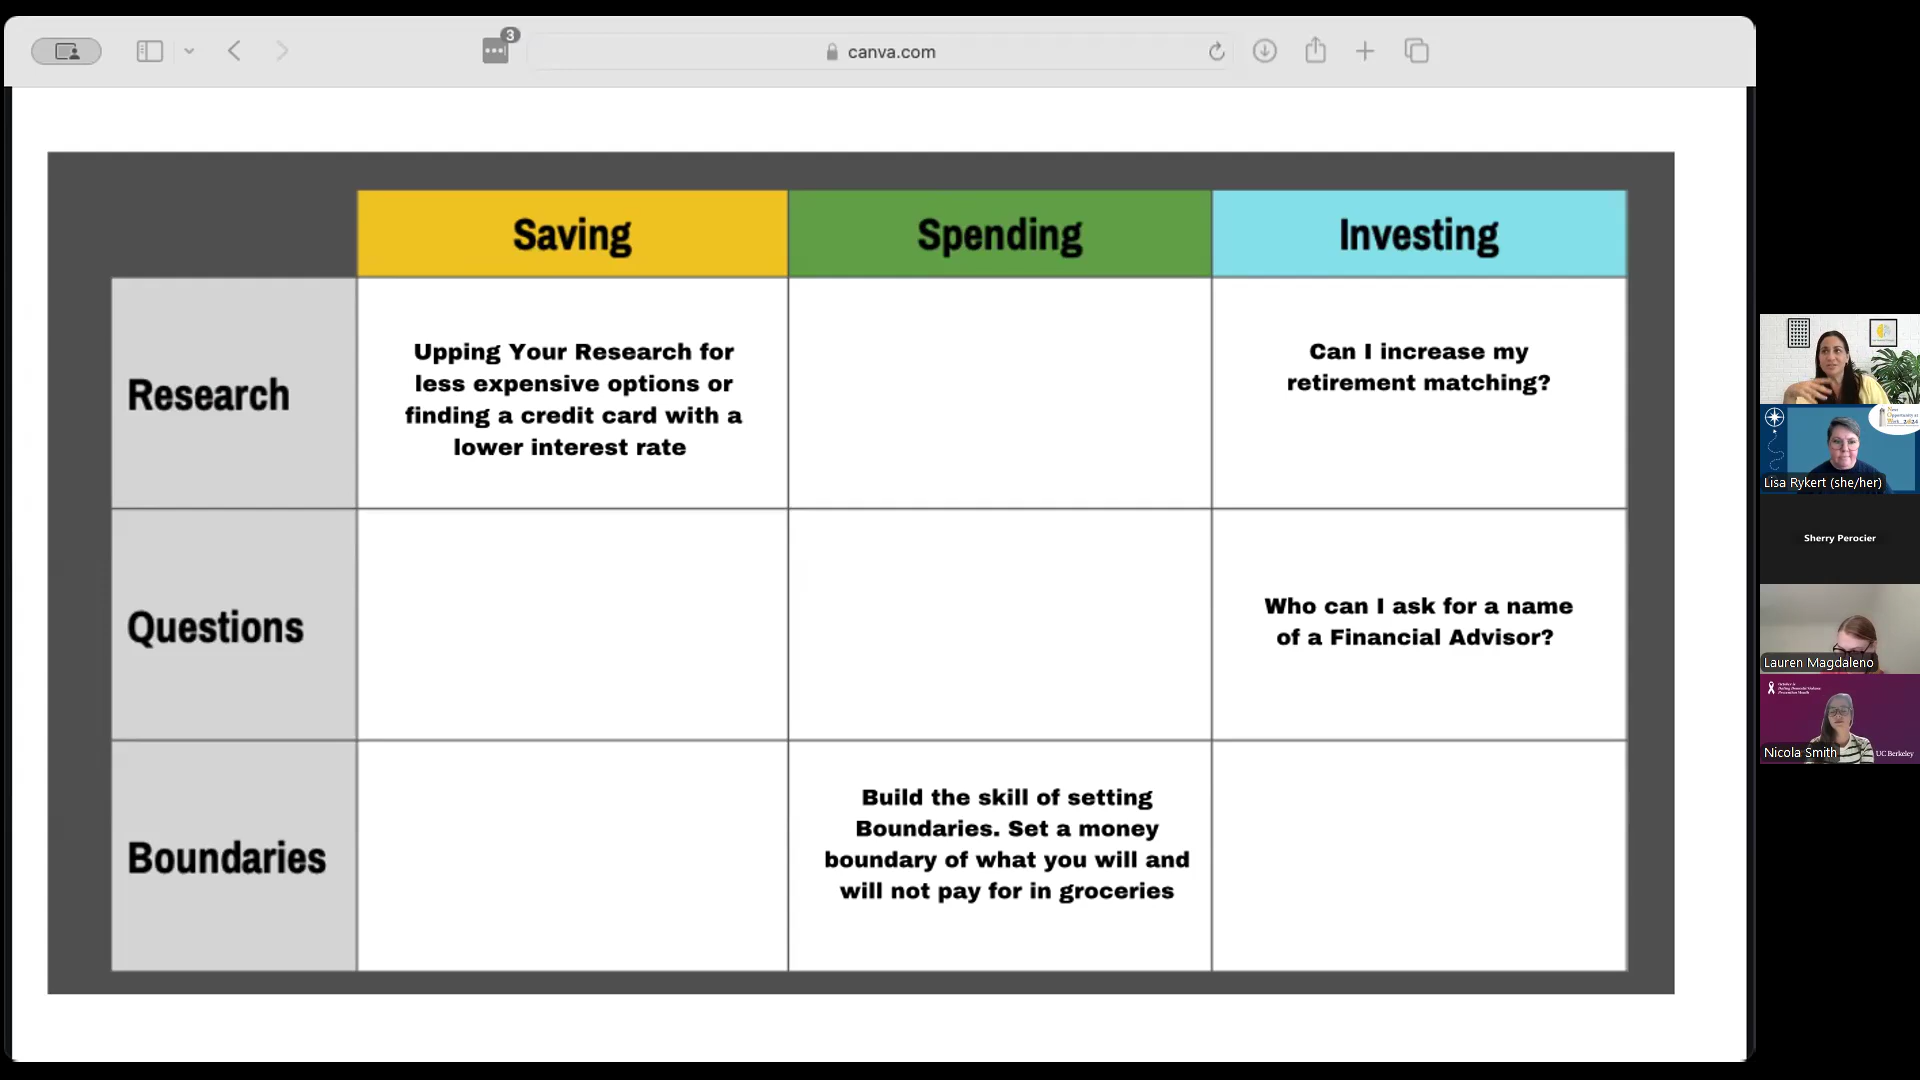 3
canva.com
Saving
Spending
Investing
Research
Upping Your Research for
less expensive options or
finding a credit card with a
lower interest rate
Can I increase my
retirement matching?
Questions
Who can I ask for a name
of a Financial Advisor?
Boundaries
Build the skill of setting
Boundaries. Set a money
boundary of what you will and
will not pay for in groceries
Lisa Rykert (she/her)
Sherry Perocier
Lauren Magdaleno
Nicola Smith
UC Berkeley